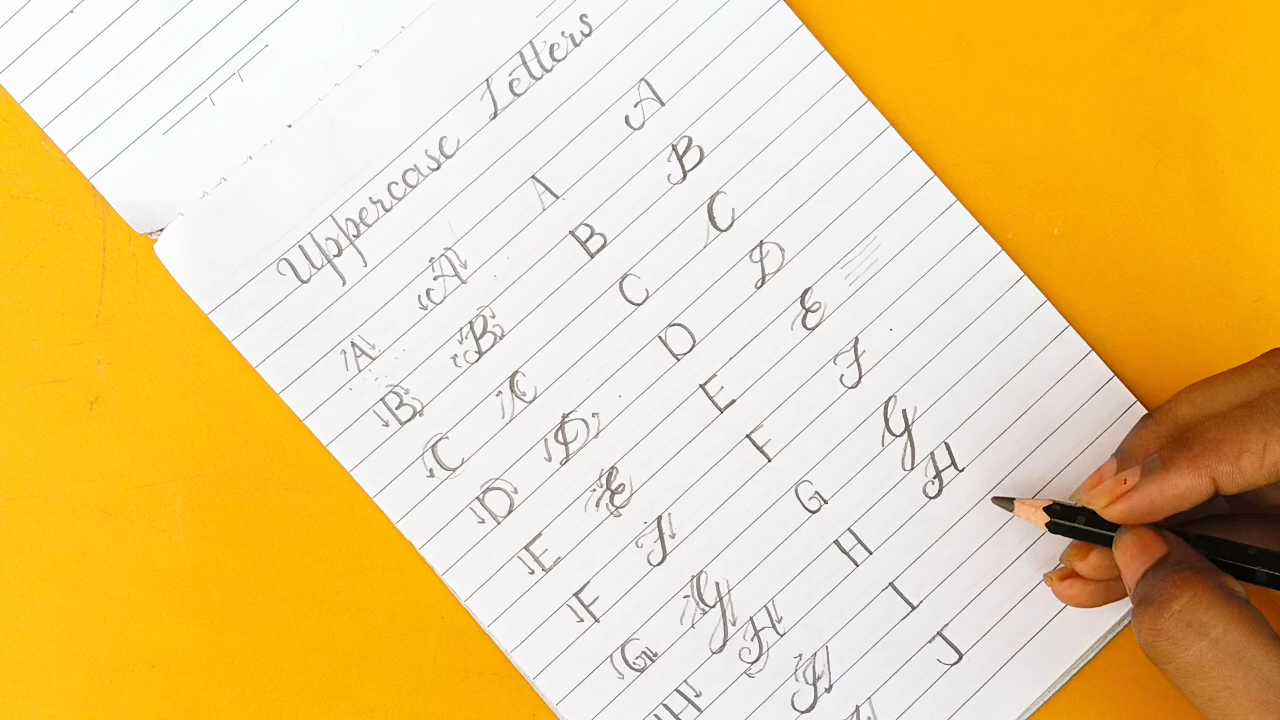 Uppercase Letters
A A A A
B B B B
C C C C
D D D D
E E E E
F F F F
G G G G
H H H H
I I
J